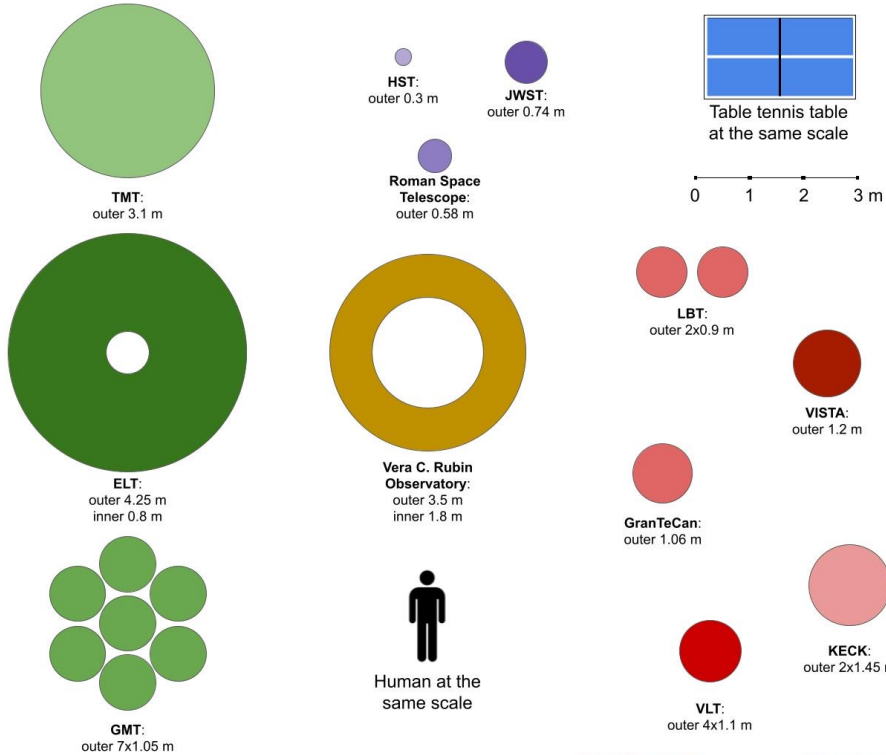 HST:
outer 0.3 m
JWST:
outer 0.74 m
Table tennis table
at the same scale
Roman Space
Telescope:
outer 0.58 m
TMT:
outer 3.1 m
0 1 2 3 m
LBT:
outer 2x0.9 m
VISTA:
outer 1.2 m
ELT:
outer 4.25 m
inner 0.8 m
Vera C. Rubin
Observatory:
outer 3.5 m
inner 1.8 m
GranTeCan:
outer 1.06 m
KECK:
outer 2x1.45 m
Human at the
same scale
VLT:
outer 4x1.1 m
GMT:
outer 7x1.05 m